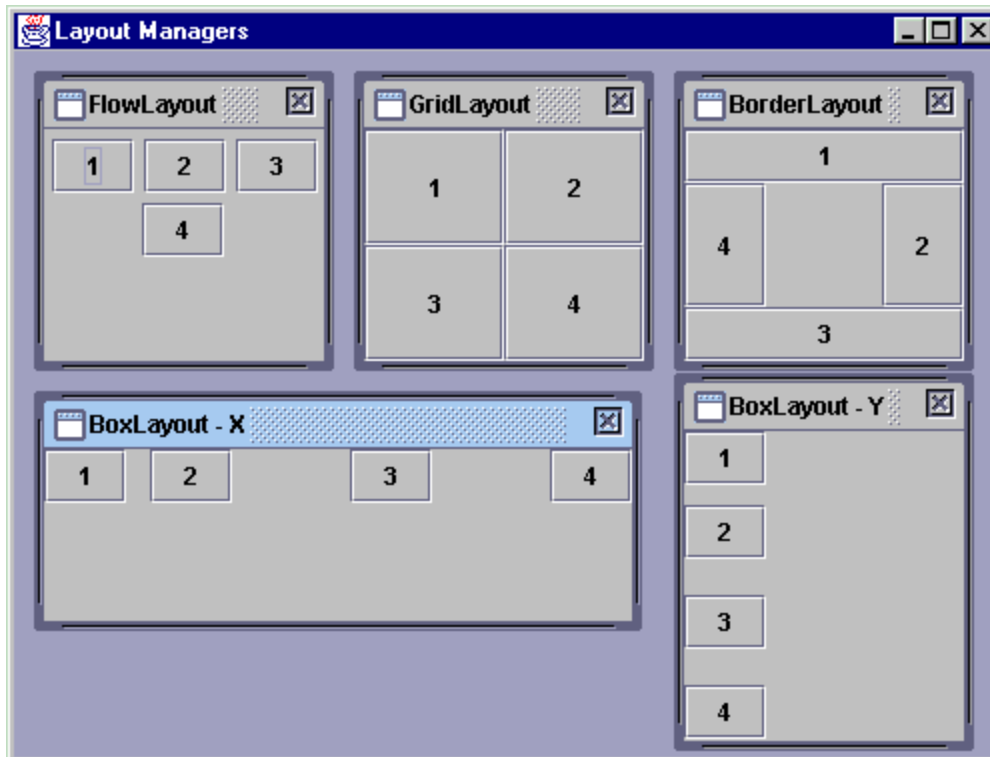 Layout Managers
FlowLayout
1 2 3
4
GridLayout
1 2
3 4
BorderLayout
1
4 2
3
BoxLayout - X
1 2 3 4
BoxLayout - Y
1
2
3
4